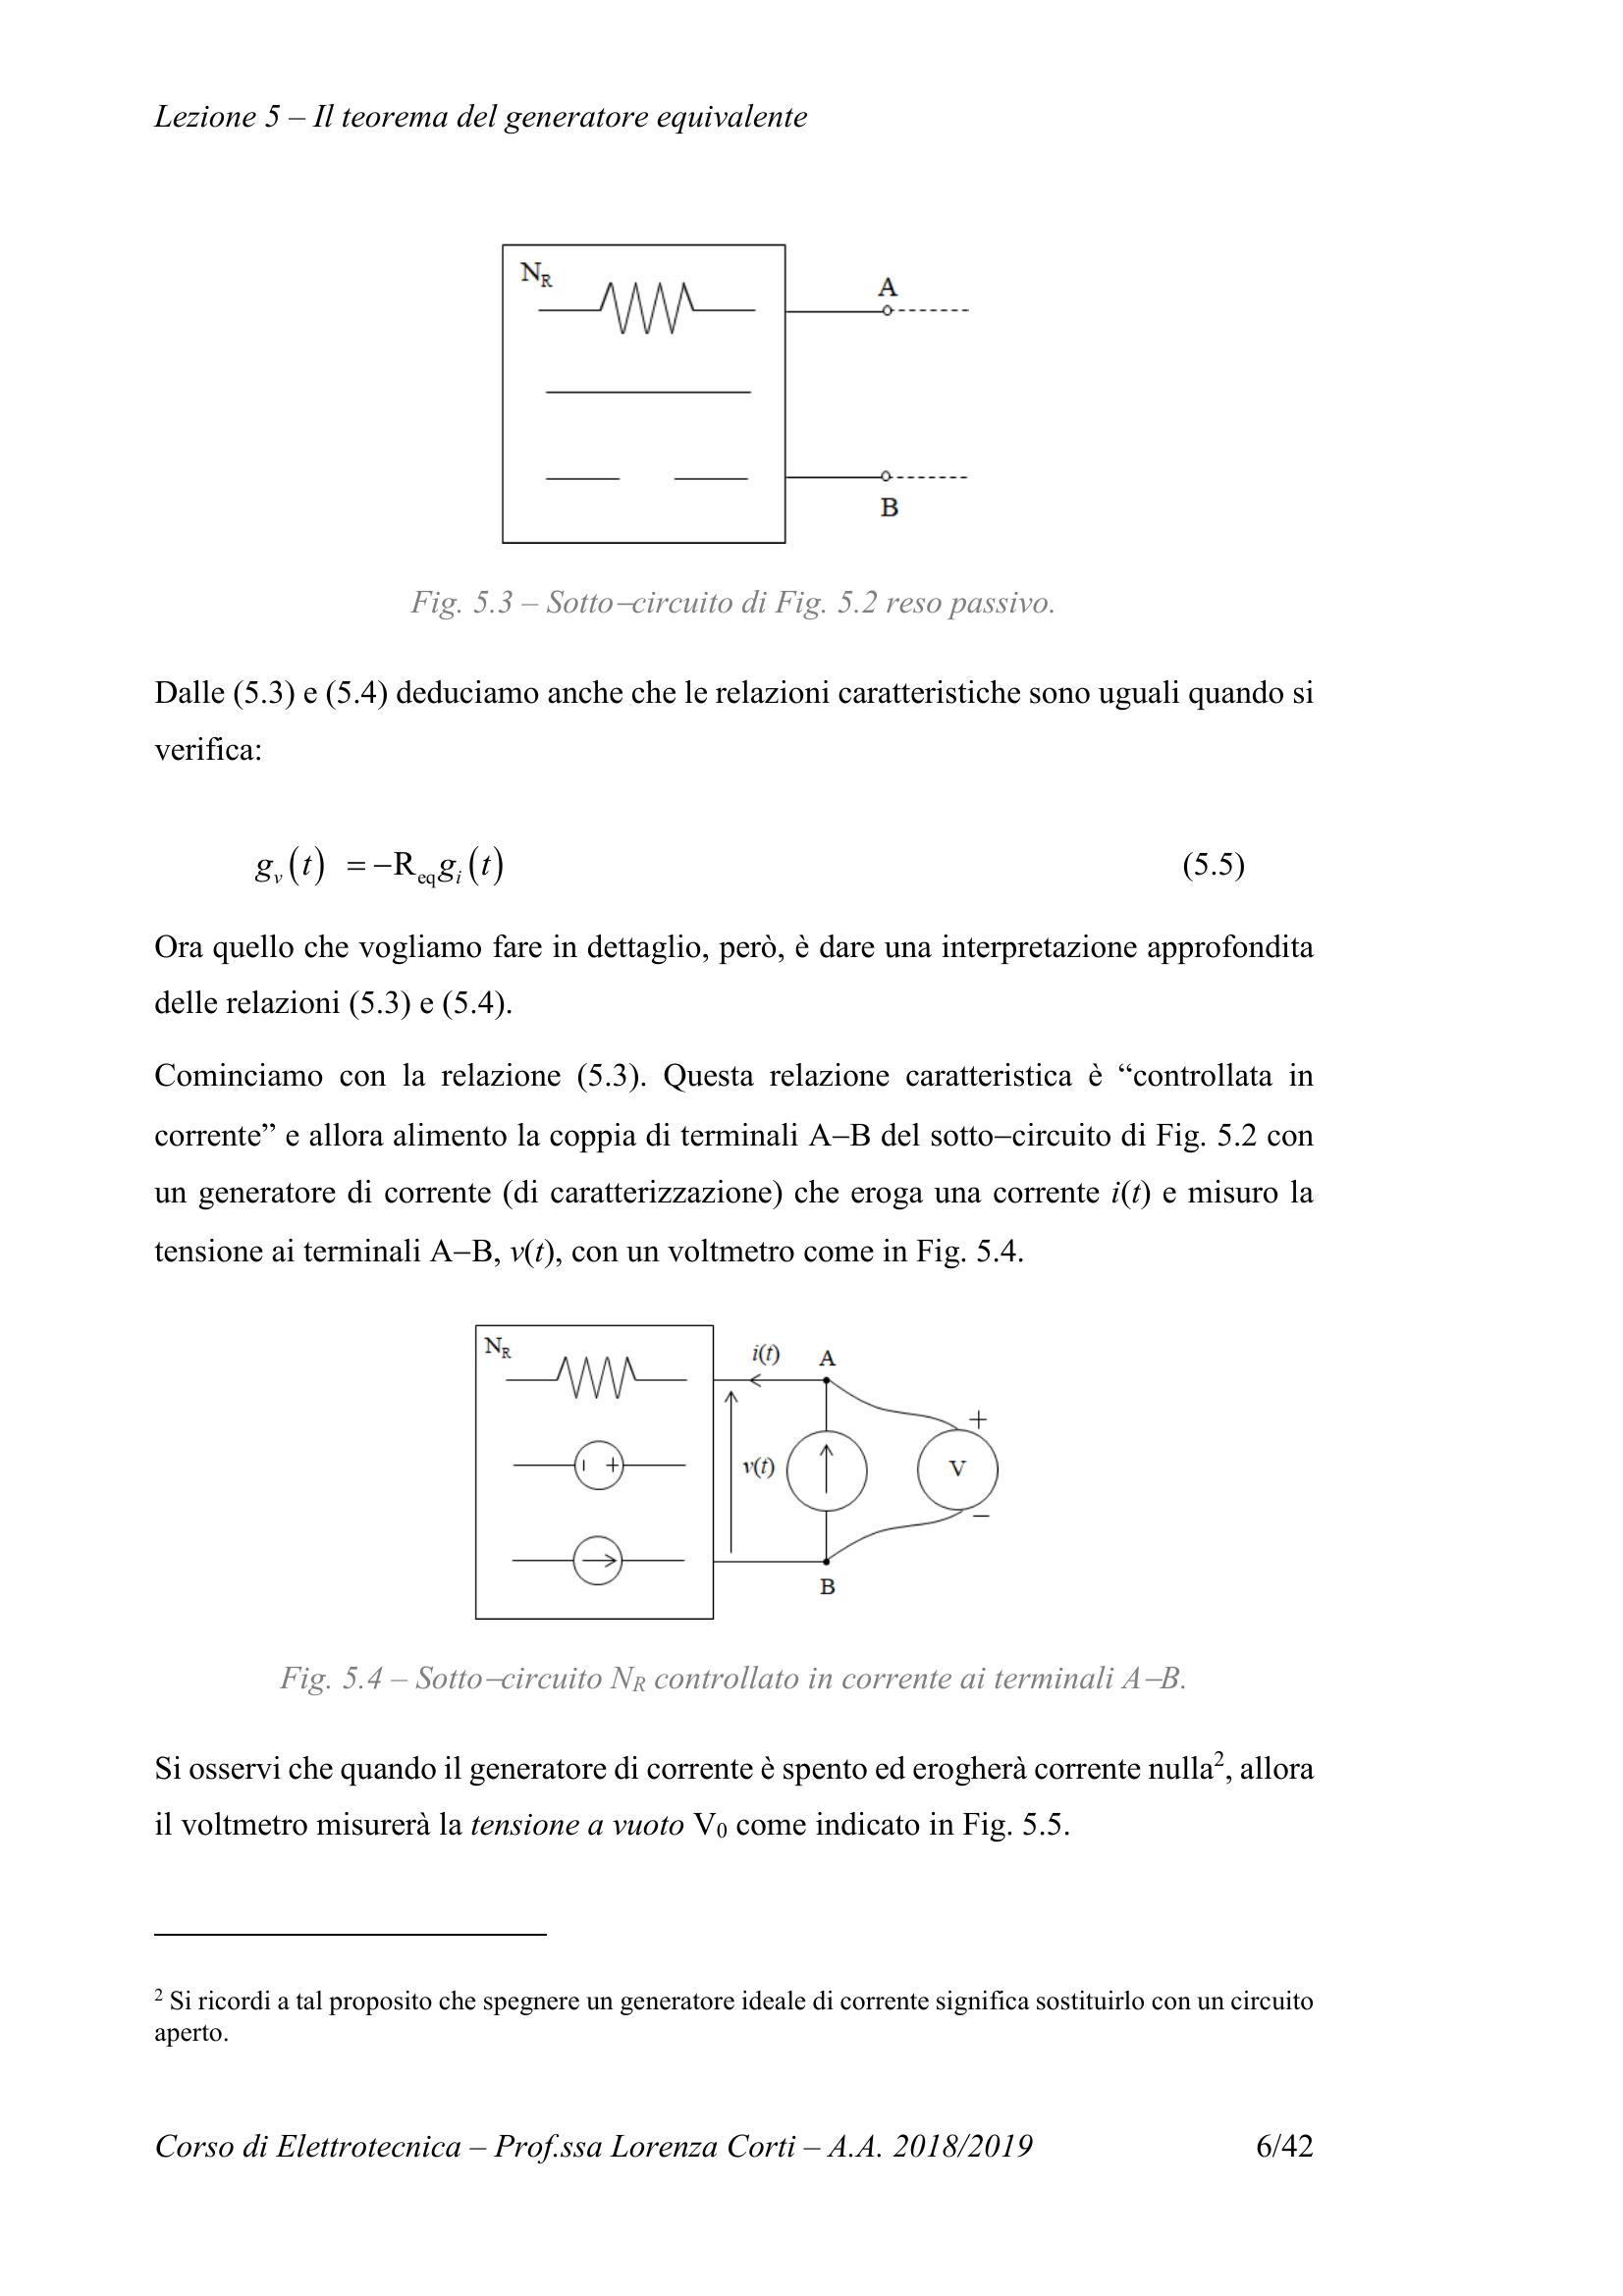 Lezione 5 – Il teorema del generatore equivalente
N_R
A
B
Fig. 5.3 – Sotto–circuito di Fig. 5.2 reso passivo.
Dalle (5.3) e (5.4) deduciamo anche che le relazioni caratteristiche sono uguali quando si
verifica:
g_v(t) = −R_eq g_i(t) (5.5)
Ora quello che vogliamo fare in dettaglio, però, è dare una interpretazione approfondita
delle relazioni (5.3) e (5.4).
Cominciamo con la relazione (5.3). Questa relazione caratteristica è “controllata in
corrente” e allora alimento la coppia di terminali A–B del sotto–circuito di Fig. 5.2 con
un generatore di corrente (di caratterizzazione) che eroga una corrente i(t) e misuro la
tensione ai terminali A–B, v(t), con un voltmetro come in Fig. 5.4.
N_R
i(t) A
+
v(t)
V
+
–
B
Fig. 5.4 – Sotto–circuito N_R controllato in corrente ai terminali A–B.
Si osservi che quando il generatore di corrente è spento ed erogherà corrente nulla², allora
il voltmetro misurerà la tensione a vuoto V₀ come indicato in Fig. 5.5.
² Si ricordi a tal proposito che spegnere un generatore ideale di corrente significa sostituirlo con un circuito
aperto.
Corso di Elettrotecnica – Prof.ssa Lorenza Corti – A.A. 2018/2019 6/42